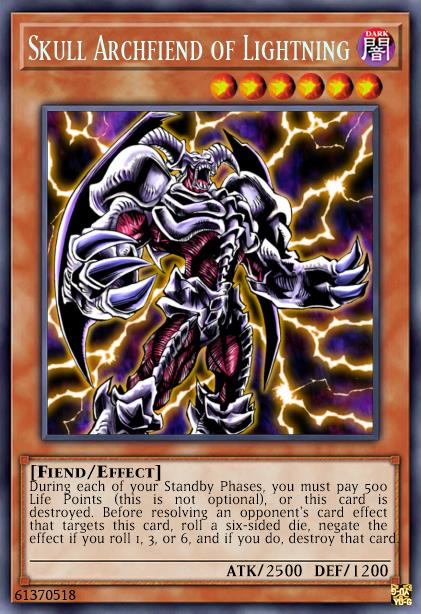 SKULL ARCHFIEND OF LIGHTNING
DARK
闇
[FIEND/EFFECT]
During each of your Standby Phases, you must pay 500
Life Points (this is not optional), or this card is
destroyed. Before resolving an opponent's card effect
that targets this card, roll a six-sided die, negate the
effect if you roll 1, 3, or 6, and if you do, destroy that card.
ATK/2500 DEF/1200
61370518